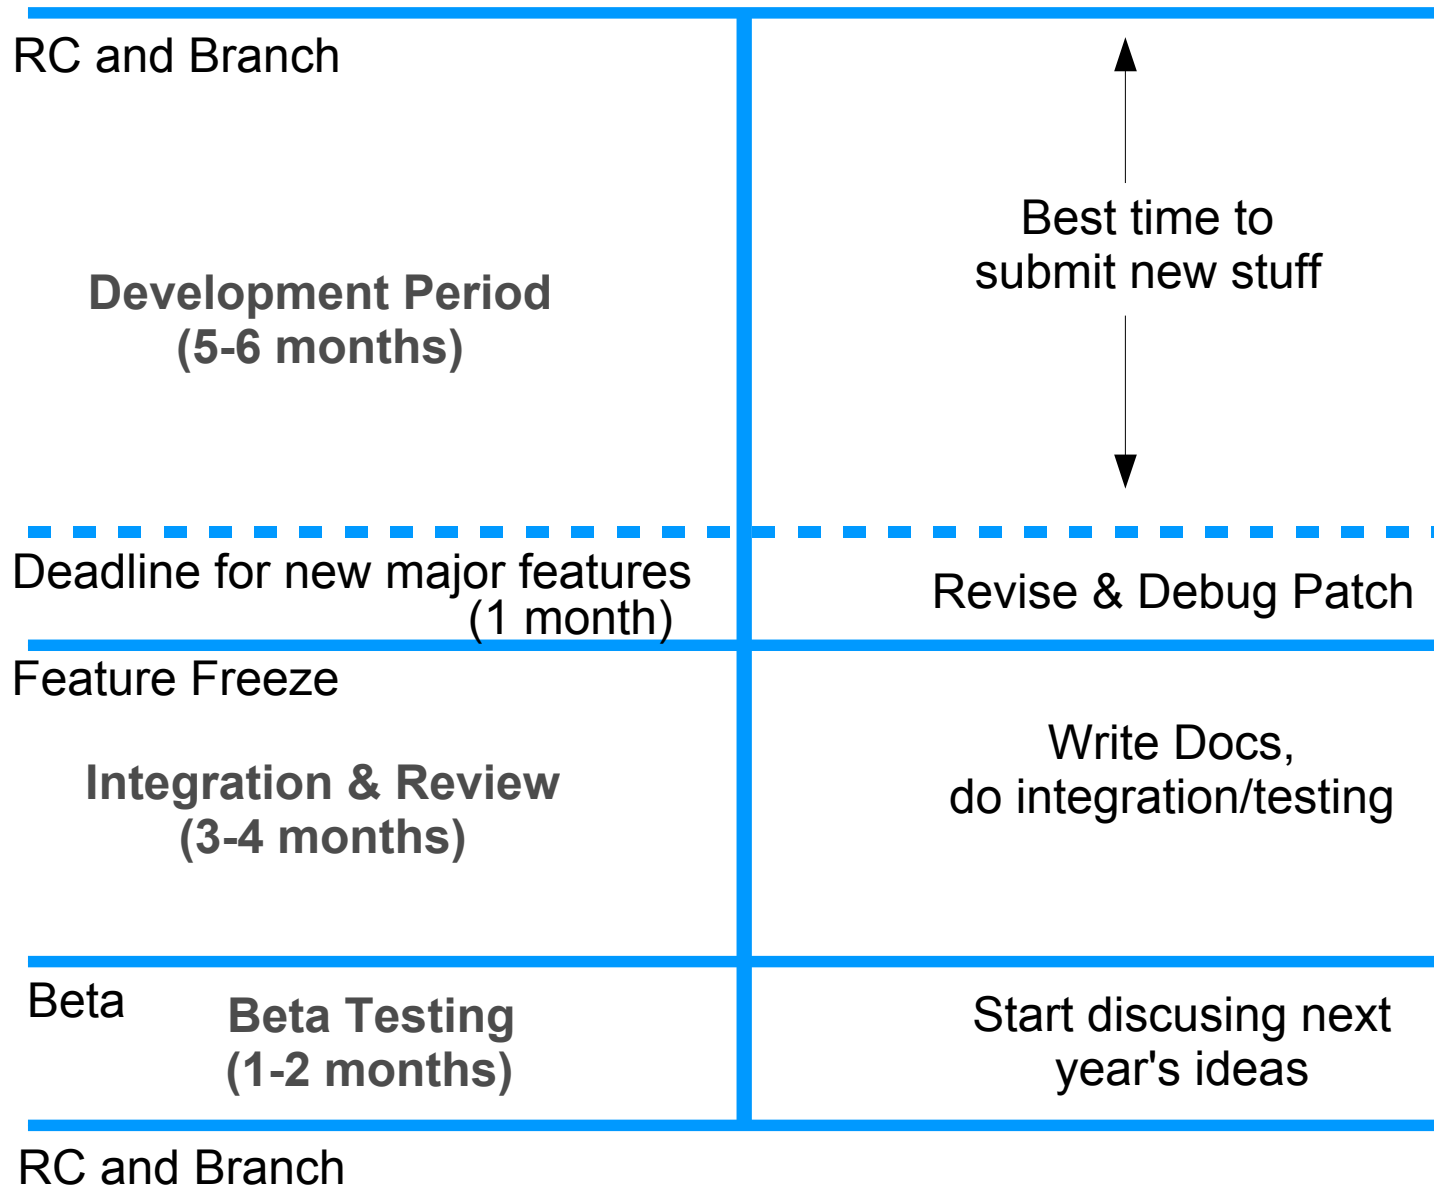 RC and Branch
Best time to
submit new stuff
Development Period
(5-6 months)
Deadline for new major features
(1 month)
Revise & Debug Patch
Feature Freeze
Write Docs,
do integration/testing
Integration & Review
(3-4 months)
Beta
Beta Testing
(1-2 months)
Start discusing next
year's ideas
RC and Branch